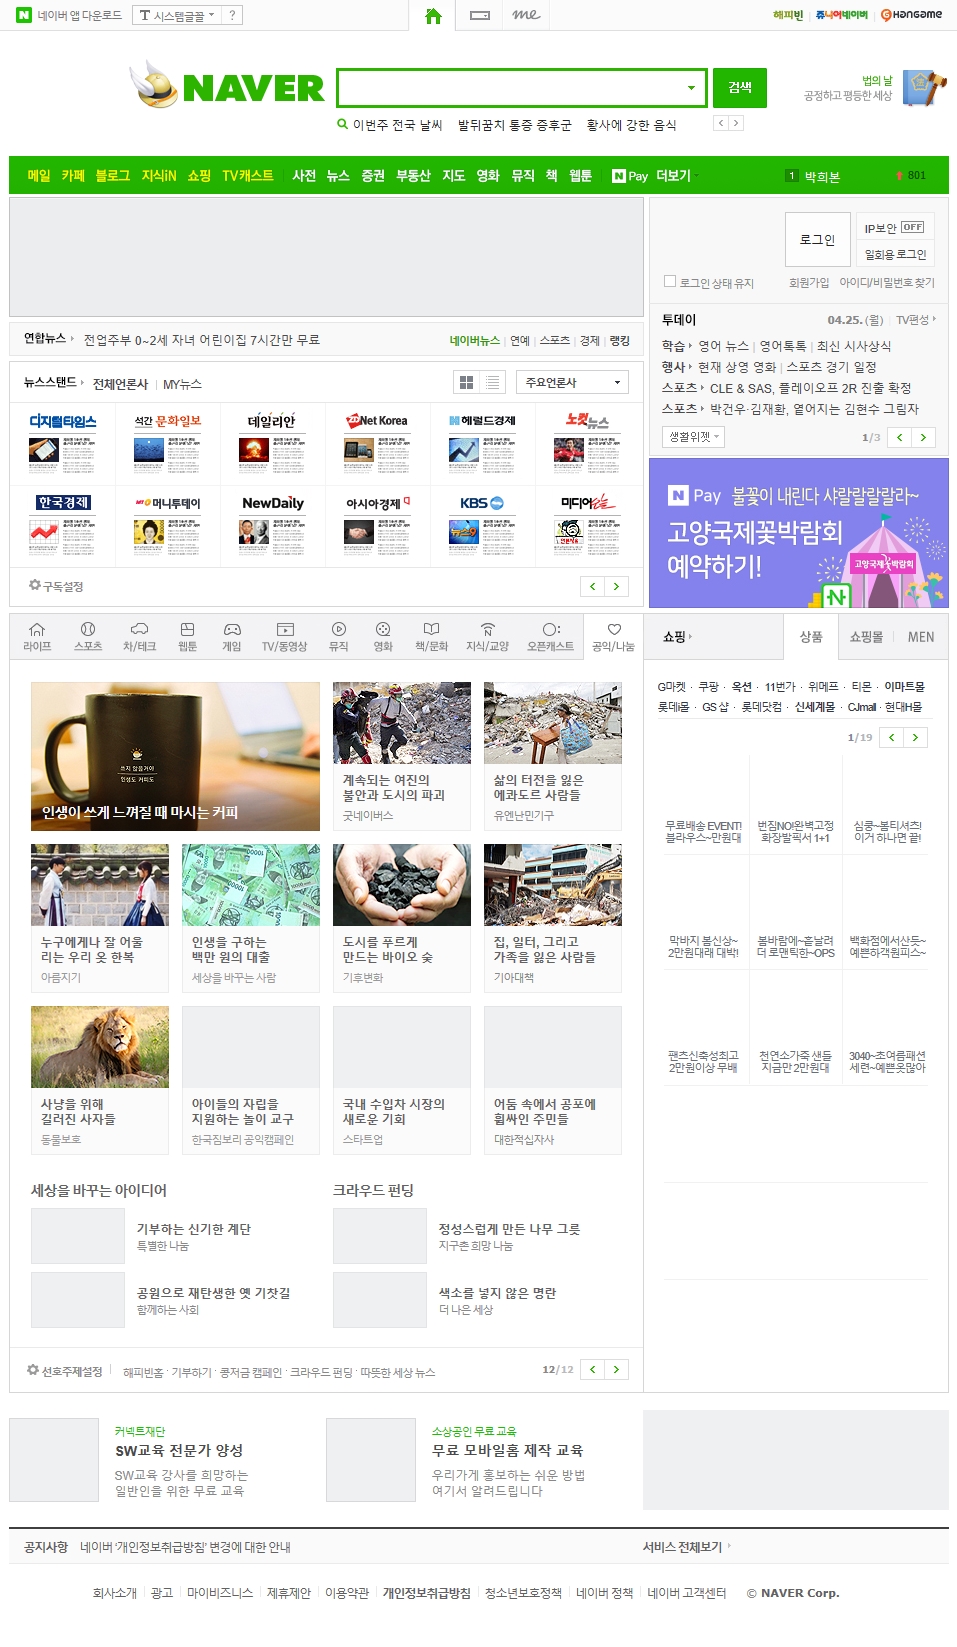 네이버 앱 다운로드
시스템글꼴 ?
me
해피빈 | 쥬니어네이버 | Hangame
NAVER
검색
법의 날
공정하고 평등한 세상
이번주 전국 날씨 발뒤꿈치 통증 증후군 황사에 강한 음식
메일 카페 블로그 지식iN 쇼핑 TV캐스트 사전 뉴스 증권 부동산 지도 영화 뮤직 책 웹툰 N Pay 더보기
1 박희본 801
로그인
IP보안 OFF
일회용 로그인
로그인 상태 유지 회원가입 아이디/비밀번호 찾기
연합뉴스 전업주부 0~2세 자녀 어린이집 7시간만 무료
네이버뉴스 | 연예 | 스포츠 | 경제 | 랭킹
투데이 04.25. (월) TV편성
학습 영어 뉴스 | 영어톡톡 | 최신 시사상식
행사 현재 상영 영화 | 스포츠 경기 일정
스포츠 CLE & SAS, 플레이오프 2R 진출 확정
스포츠 박건우·김재환, 옅어지는 김현수 그림자
생활위젯 1/3
뉴스스탠드 전체언론사 | MY뉴스 주요언론사
디지털타임스 석간 문화일보 데일리안 ZDNet Korea 헤럴드경제 노컷뉴스
한국경제 머니투데이 NewDaily 아시아경제 KBS 미디어오늘
구독설정
N Pay 불꽃이 내린다 샤랄랄랄라~
고양국제꽃박람회
예약하기!
고양국제꽃박람회
라이프 스포츠 차/테크 웹툰 게임 TV/동영상 뮤직 영화 책/문화 지식/교양 오픈캐스트 공익/나눔
쇼핑 상품 쇼핑몰 MEN
G마켓 · 쿠팡 · 옥션 · 11번가 · 위메프 · 티몬 · 이마트몰
롯데i몰 · GS 샵 · 롯데닷컴 · 신세계몰 · CJmall · 현대H몰
1/19
쓰지 않을거야
인생도 커피도
인생이 쓰게 느껴질 때 마시는 커피
계속되는 여진의
불안과 도시의 파괴
굿네이버스
삶의 터전을 잃은
에콰도르 사람들
유엔난민기구
무료배송 EVENT!
블라우스~만원대
번짐NO!완벽고정
화장발픽서 1+1
심쿵~봄티셔츠!
이거 하나면 끝!
누구에게나 잘 어울
리는 우리 옷 한복
아름지기
인생을 구하는
백만 원의 대출
세상을 바꾸는 사람
도시를 푸르게
만드는 바이오 숯
기후변화
집, 일터, 그리고
가족을 잃은 사람들
기아대책
막바지 봄신상~
2만원대래 대박!
봄바람에~흩날려
더 로맨틱한~OPS
백화점에서산듯~
예쁜하객원피스~
팬츠신축성최고
2만원이상 무배
천연소가죽 샌들
지금만 2만원대
3040~초여름패션
세련~예쁜옷많아
사냥을 위해
길러진 사자들
동물보호
아이들의 자립을
지원하는 놀이 교구
한국짐보리 공익캠페인
국내 수입차 시장의
새로운 기회
스타트업
어둠 속에서 공포에
휩싸인 주민들
대한적십자사
세상을 바꾸는 아이디어
기부하는 신기한 계단
특별한 나눔
공원으로 재탄생한 옛 기찻길
함께하는 사회
크라우드 펀딩
정성스럽게 만든 나무 그릇
지구촌 희망 나눔
색소를 넣지 않은 명란
더 나은 세상
선호주제설정 | 해피빈홈 · 기부하기 · 콩저금 캠페인 · 크라우드 펀딩 · 따뜻한 세상 뉴스 12/12
커넥트재단
SW교육 전문가 양성
SW교육 강사를 희망하는
일반인을 위한 무료 교육
소상공인 무료 교육
무료 모바일홈 제작 교육
우리가게 홍보하는 쉬운 방법
여기서 알려드립니다
공지사항 네이버 ‘개인정보취급방침’ 변경에 대한 안내 서비스 전체보기
회사소개 | 광고 | 마이비즈니스 | 제휴제안 | 이용약관 | 개인정보취급방침 | 청소년보호정책 | 네이버 정책 | 네이버 고객센터 © NAVER Corp.